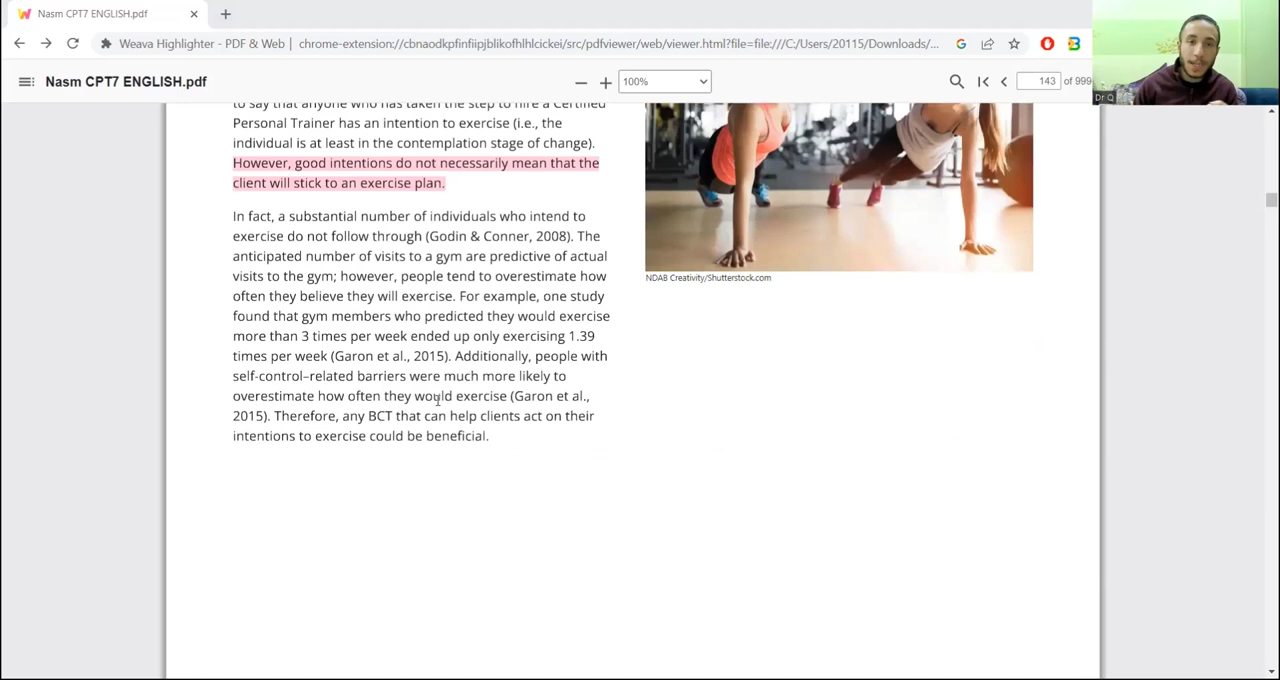 Nasm CPT7 ENGLISH.pdf
Weava Highlighter - PDF & Web | chrome-extension://cbnaodkpfinfiipjblikofhlhlcickei/src/pdfviewer/web/viewer.html?file=file:///C:/Users/20115/Downloads/...
Nasm CPT7 ENGLISH.pdf
100%
143 of 999
Dr Q
to say that anyone who has taken the step to hire a Certified
Personal Trainer has an intention to exercise (i.e., the
individual is at least in the contemplation stage of change).
However, good intentions do not necessarily mean that the
client will stick to an exercise plan.
In fact, a substantial number of individuals who intend to
exercise do not follow through (Godin & Conner, 2008). The
anticipated number of visits to a gym are predictive of actual
visits to the gym; however, people tend to overestimate how
often they believe they will exercise. For example, one study
found that gym members who predicted they would exercise
more than 3 times per week ended up only exercising 1.39
times per week (Garon et al., 2015). Additionally, people with
self-control–related barriers were much more likely to
overestimate how often they would exercise (Garon et al.,
2015). Therefore, any BCT that can help clients act on their
intentions to exercise could be beneficial.
NDAB Creativity/Shutterstock.com